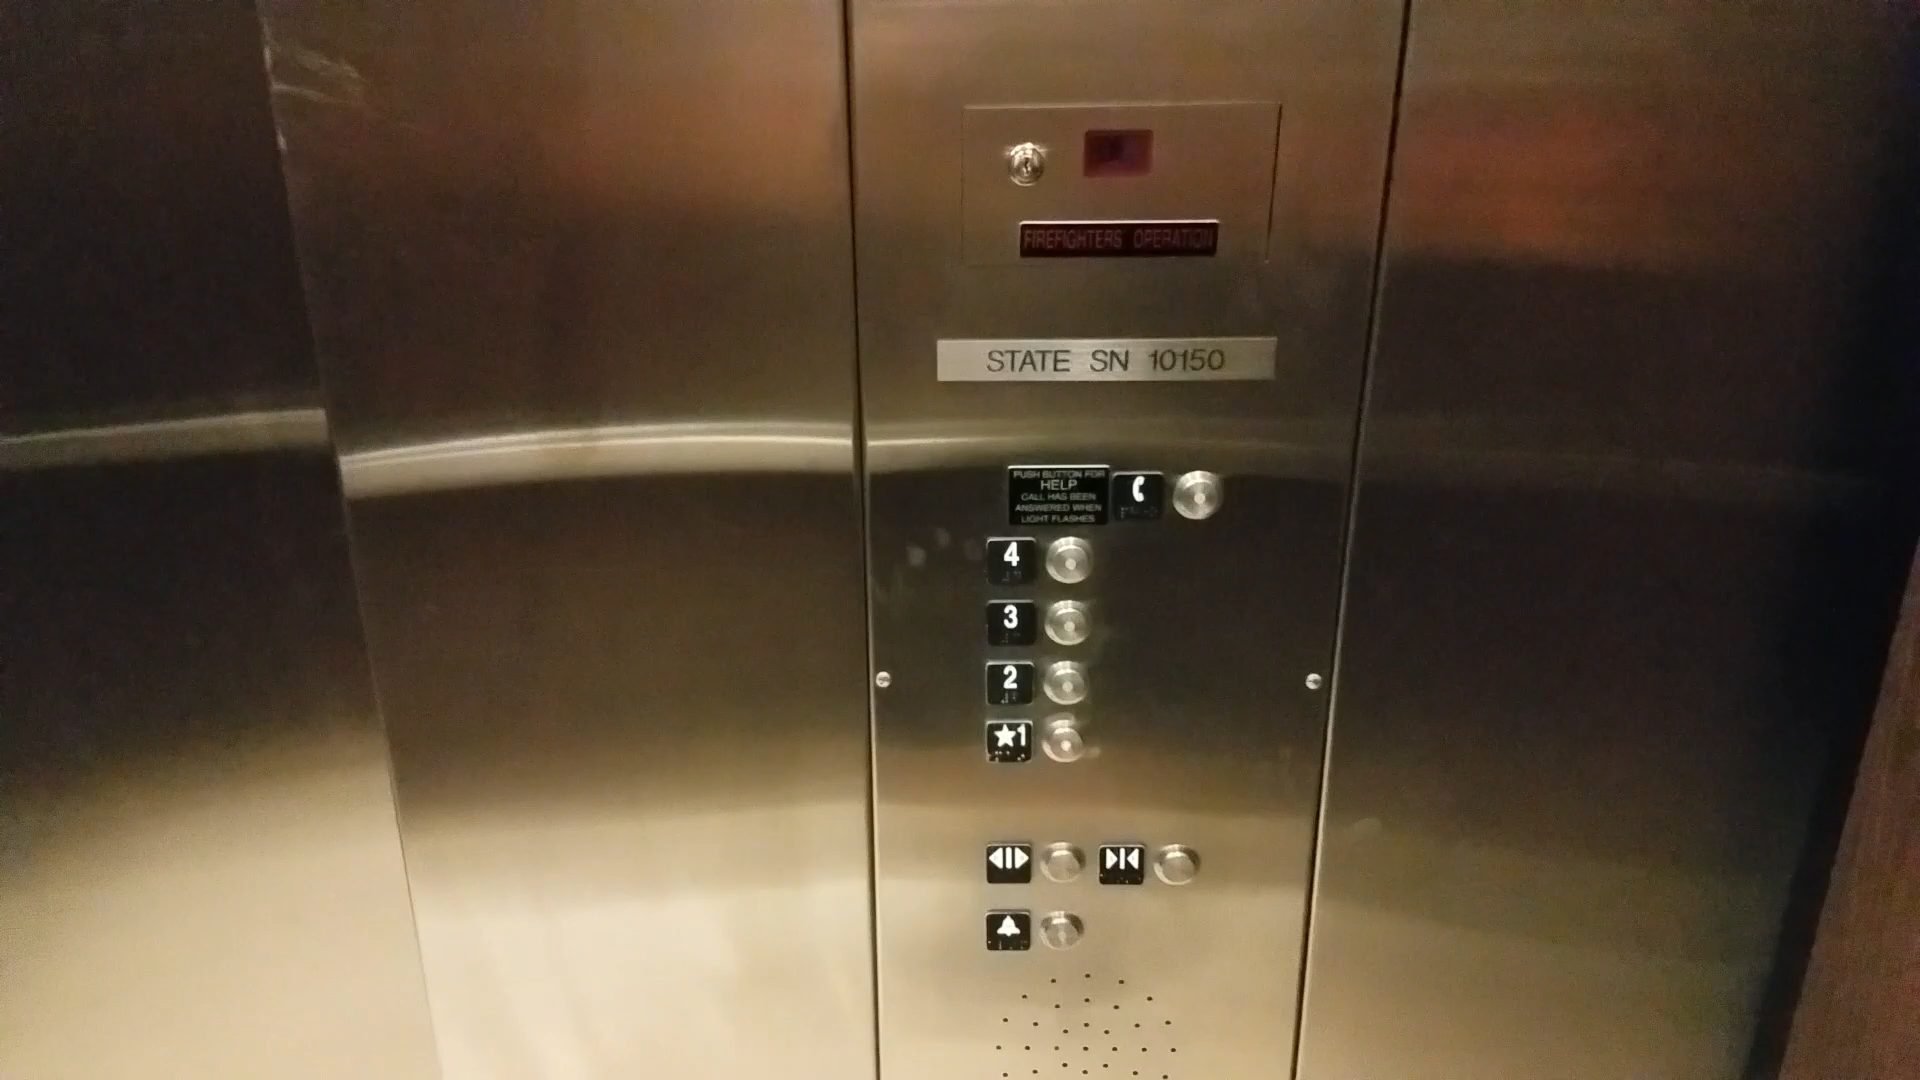 FIREFIGHTERS OPERATION
STATE SN 10150
PUSH BUTTON FOR
HELP
CALL HAS BEEN
ANSWERED WHEN
LIGHT FLASHES
4
3
2
★1